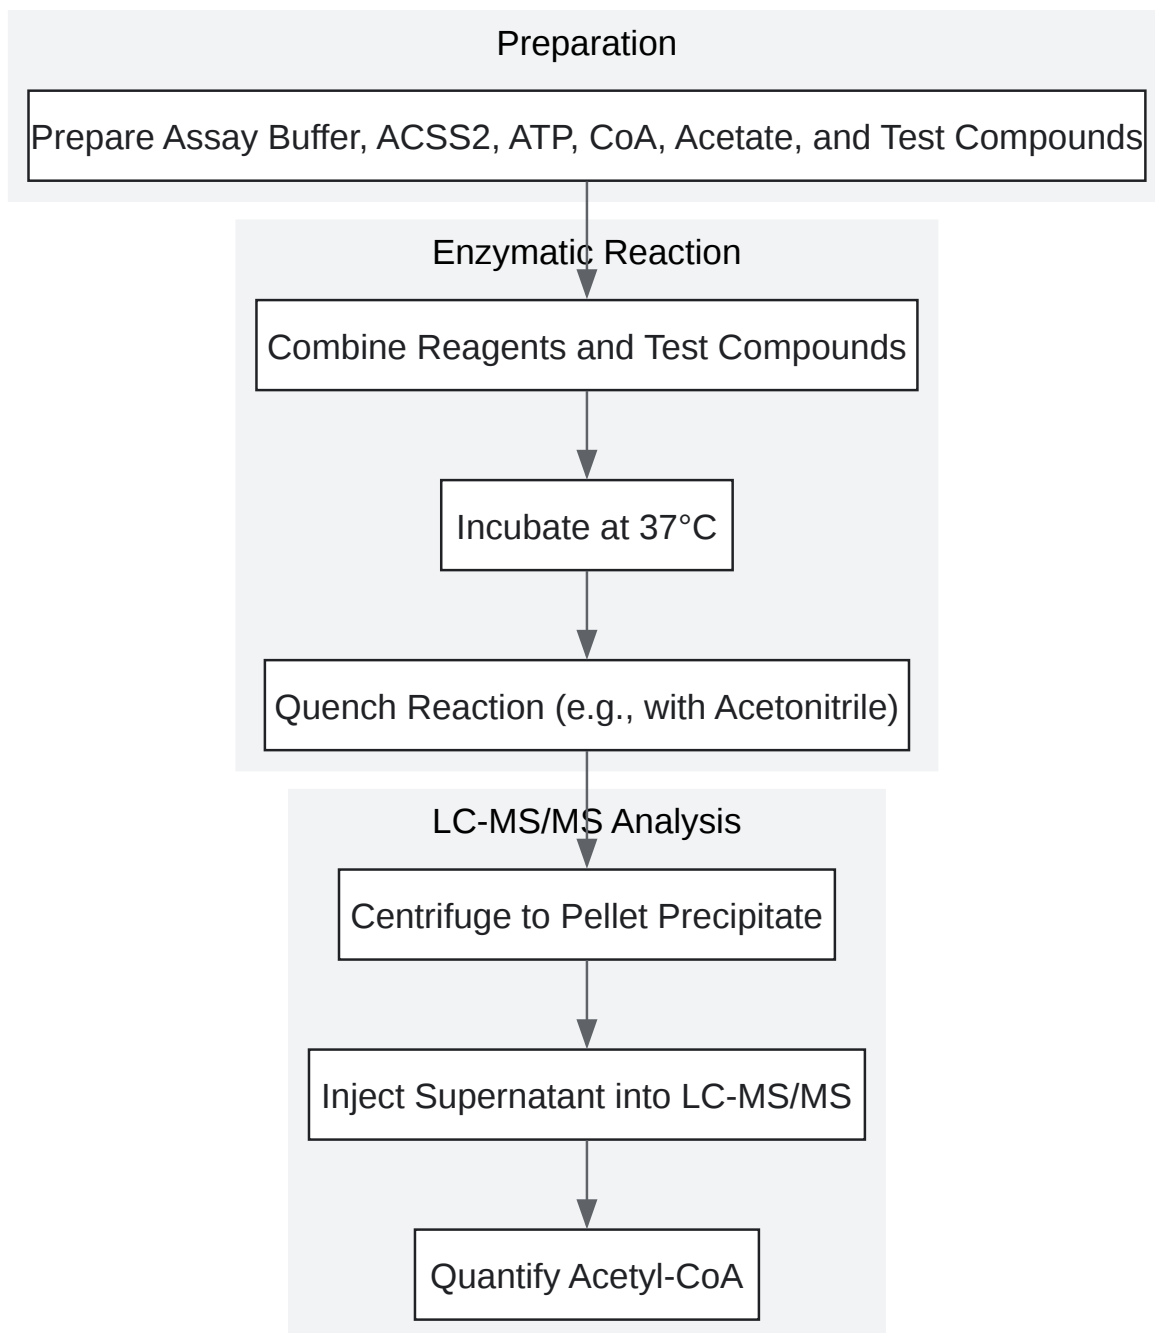 Preparation
Prepare Assay Buffer, ACSS2, ATP, CoA, Acetate, and Test Compounds
Enzymatic Reaction
Combine Reagents and Test Compounds
Incubate at 37°C
Quench Reaction (e.g., with Acetonitrile)
LC-MS/MS Analysis
Centrifuge to Pellet Precipitate
Inject Supernatant into LC-MS/MS
Quantify Acetyl-CoA